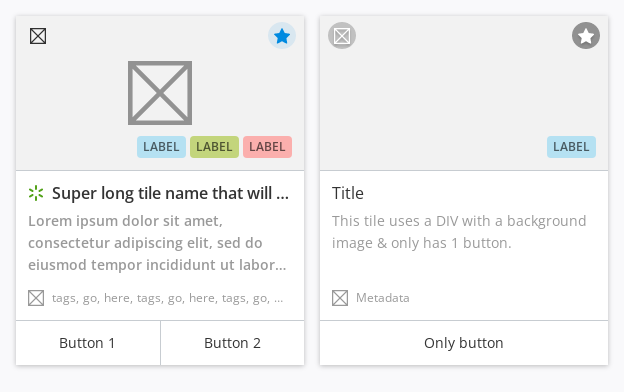 LABEL LABEL LABEL
Super long tile name that will ...
Lorem ipsum dolor sit amet,
consectetur adipiscing elit, sed do
eiusmod tempor incididunt ut labor...
tags, go, here, tags, go, here, tags, go, ...
Button 1 Button 2
LABEL
Title
This tile uses a DIV with a background
image & only has 1 button.
Metadata
Only button